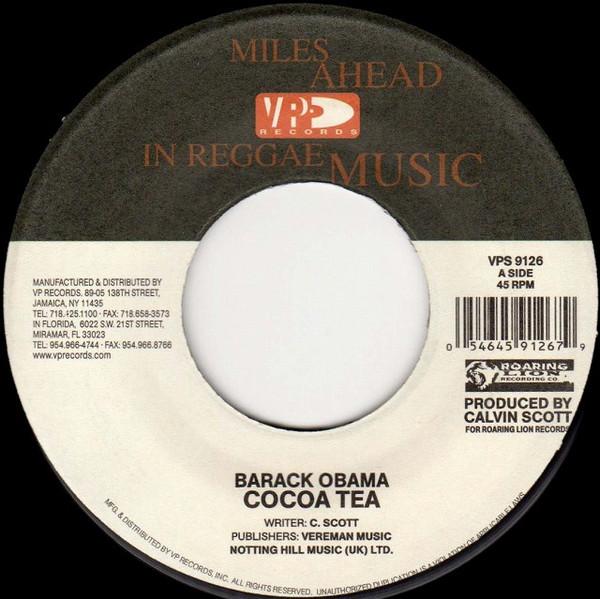 MILES
AHEAD
VP
RECORDS
IN REGGAE
MUSIC
MANUFACTURED & DISTRIBUTED BY
VP RECORDS. 89-05 138TH STREET,
JAMAICA, NY 11435
TEL: 718.425.1100 · FAX: 718.658-3573
IN FLORIDA, 6022 S.W. 21ST STREET,
MIRAMAR, FL 33023
TEL: 954.966-4744 · FAX: 954.966.8766
www.vprecords.com
VPS 9126
A SIDE
45 RPM
0 54645 91267 9
ROARING
LION
RECORDING CO.
PRODUCED BY
CALVIN SCOTT
FOR ROARING LION RECORDS
BARACK OBAMA
COCOA TEA
WRITER: C. SCOTT
PUBLISHERS: VEREMAN MUSIC
NOTTING HILL MUSIC (UK) LTD.
MFG. & DISTRIBUTED BY VP RECORDS, INC. ALL RIGHTS RESERVED. UNAUTHORIZED DUPLICATION IS A VIOLATION OF APPLICABLE LAWS.